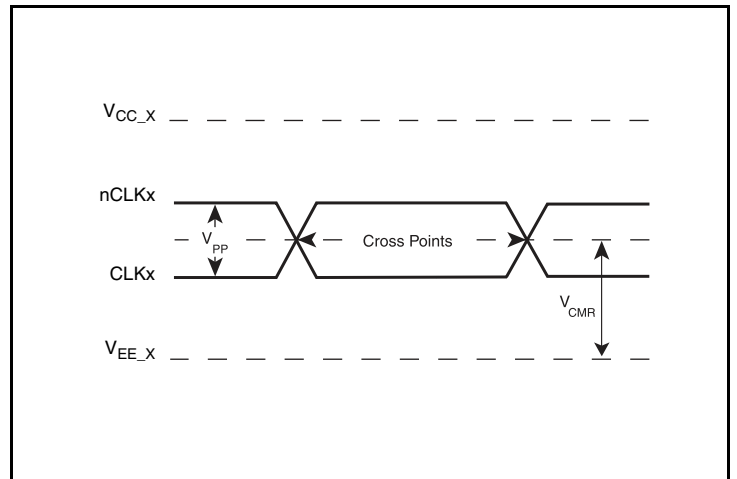 VCC_X
nCLKx
VPP
Cross Points
CLKx
VCMR
VEE_X